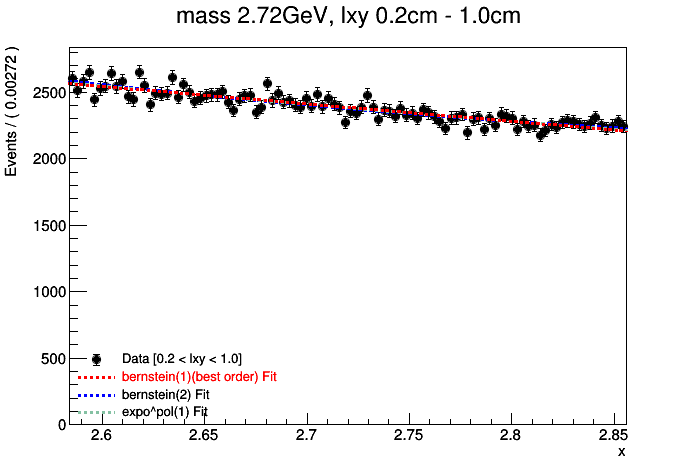 mass 2.72GeV, lxy 0.2cm - 1.0cm
Events / ( 0.00272 )
2500
2000
1500
1000
500
0
Data [0.2 < lxy < 1.0]
bernstein(1)(best order) Fit
bernstein(2) Fit
expo^pol(1) Fit
2.6 2.65 2.7 2.75 2.8 2.85
x